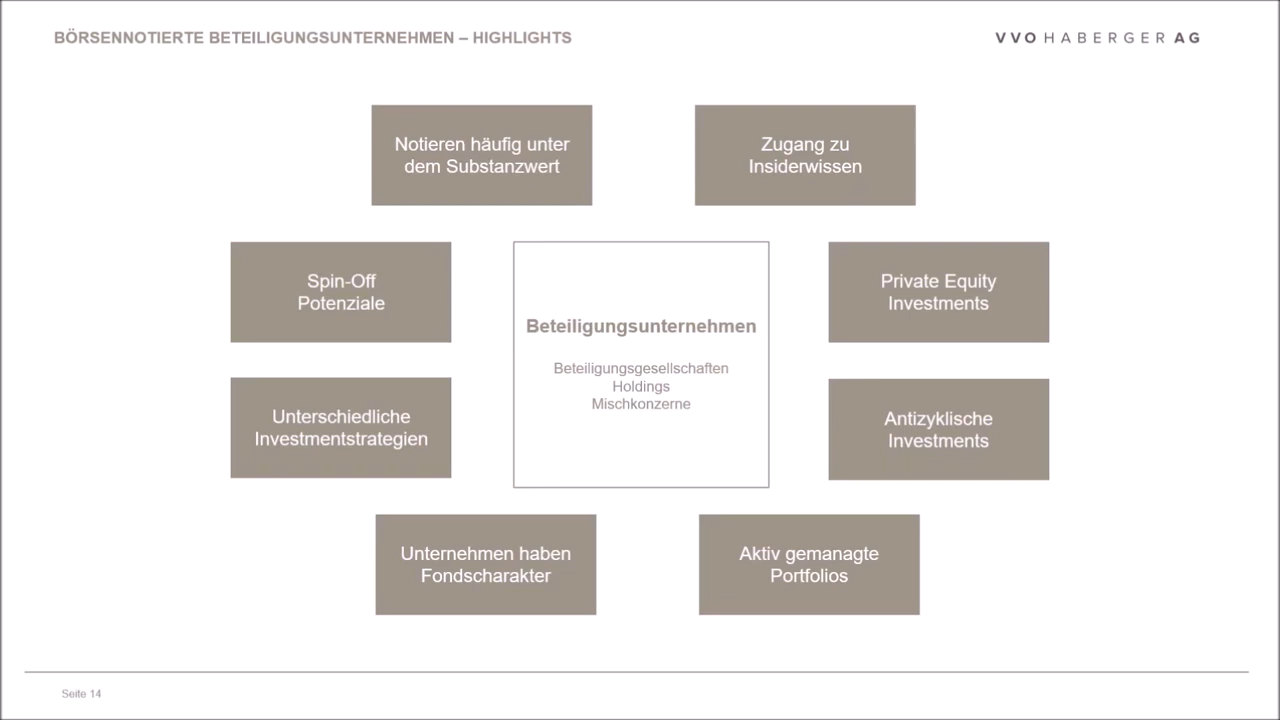 BÖRSENNOTIERTE BETEILIGUNGSUNTERNEHMEN – HIGHLIGHTS
VVO HABERGER AG
Notieren häufig unter
dem Substanzwert
Zugang zu
Insiderwissen
Spin-Off
Potenziale
Beteiligungsunternehmen
Beteiligungsgesellschaften
Holdings
Mischkonzerne
Private Equity
Investments
Unterschiedliche
Investmentstrategien
Antizyklische
Investments
Unternehmen haben
Fondscharakter
Aktiv gemanagte
Portfolios
Seite 14